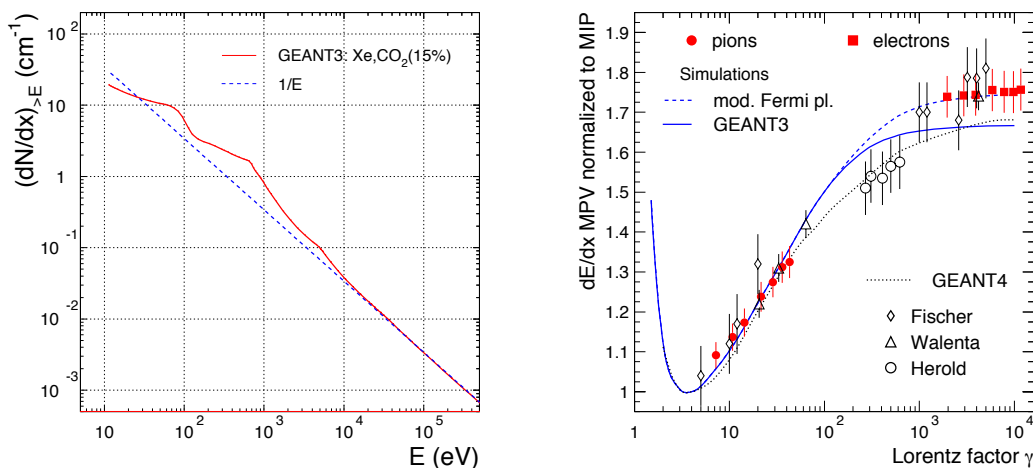 (dN/dx)>E (cm-1)
10²
10
1
10⁻¹
10⁻²
10⁻³
GEANT3: Xe,CO₂(15%)
1/E
10 10² 10³ 10⁴ 10⁵
E (eV)
dE/dx MPV normalized to MIP
1.9
1.8
1.7
1.6
1.5
1.4
1.3
1.2
1.1
1
pions electrons
Simulations
mod. Fermi pl.
GEANT3
GEANT4
Fischer
Walenta
Herold
1 10 10² 10³ 10⁴
Lorentz factor γ